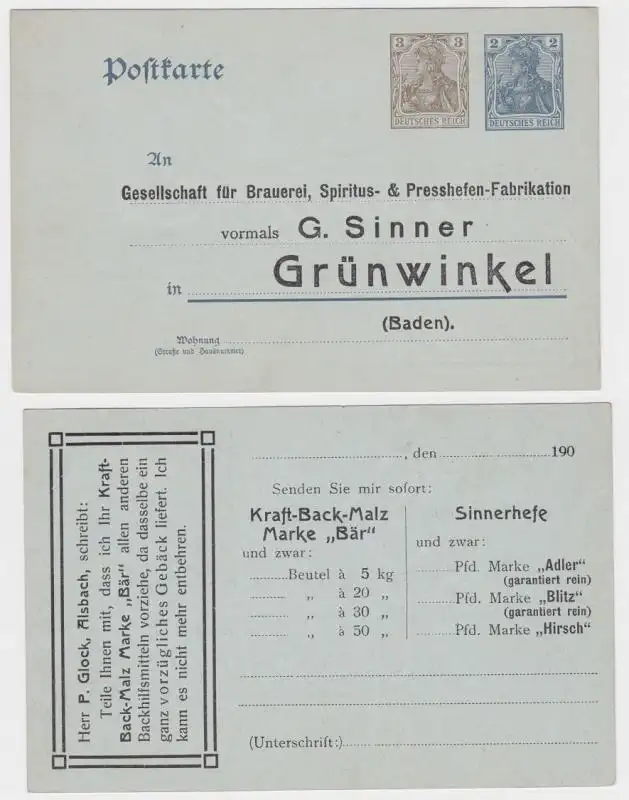 Postkarte
3 3
DEUTSCHES REICH
2 2
DEUTSCHES REICH
An
Gesellschaft für Brauerei, Spiritus- & Presshefen-Fabrikation
vormals G. Sinner
in Grünwinkel
(Baden).
Wohnung
(Straße und Hausnummer)
Herr P. Glock, Alsbach, schreibt:
Teile Ihnen mit, dass ich Ihr Kraft-
Back-Malz Marke „Bär" allen anderen
Backhilfsmitteln vorziehe, da dasselbe ein
ganz vorzügliches Gebäck liefert. Ich
kann es nicht mehr entbehren.
, den 190
Senden Sie mir sofort:
Kraft-Back-Malz
Marke „Bär"
und zwar:
Beutel à 5 kg
„ à 20 „
„ à 30 „
„ à 50 „
Sinnerhefe
und zwar:
Pfd. Marke „Adler"
(garantiert rein)
Pfd. Marke „Blitz"
(garantiert rein)
Pfd. Marke „Hirsch"
(Unterschrift:)